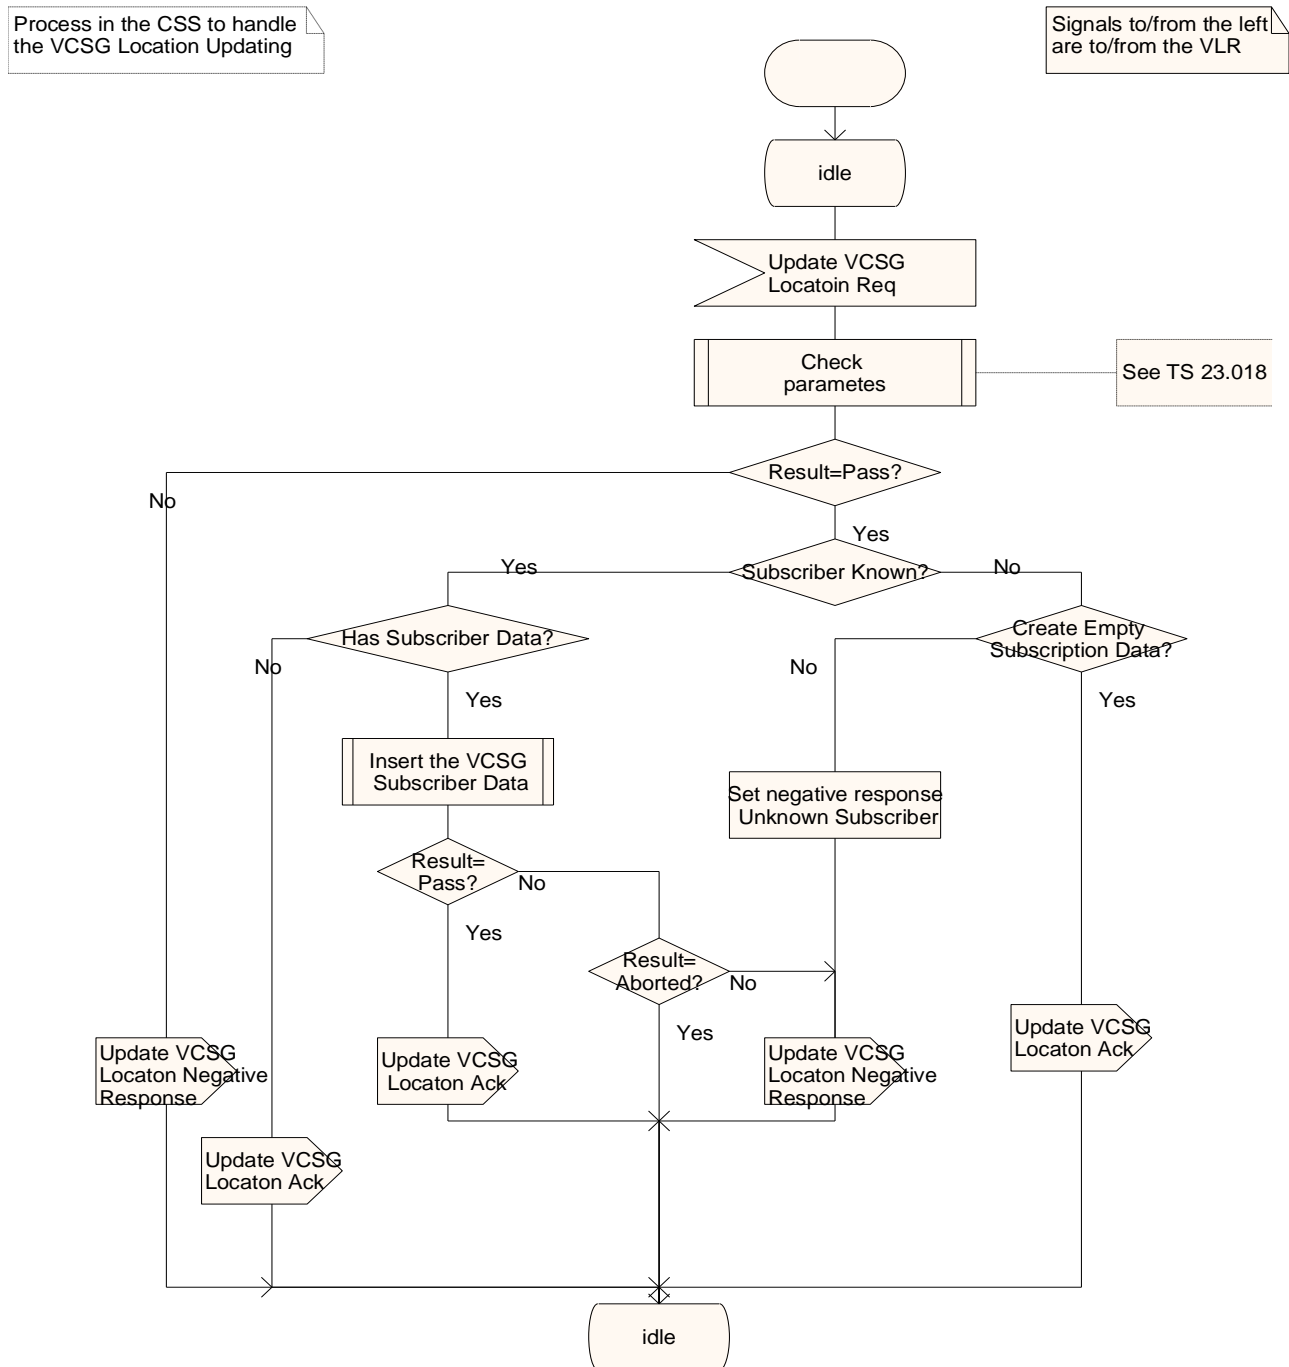 Process in the CSS to handle
the VCSG Location Updating
Signals to/from the left
are to/from the VLR
idle
Update VCSG
Locatoin Req
Check
parametes
See TS 23.018
Result=Pass?
No
Yes
Yes
Subscriber Known?
No
Has Subscriber Data?
Create Empty
Subscription Data?
No
No
Yes
Yes
Insert the VCSG
Subscriber Data
Set negative response
Unknown Subscriber
Result=
Pass?
No
Yes
Result=
Aborted?
No
Yes
Update VCSG
Locaton Ack
Update VCSG
Locaton Negative
Response
Update VCSG
Locaton Ack
Update VCSG
Locaton Negative
Response
Update VCSG
Locaton Ack
idle